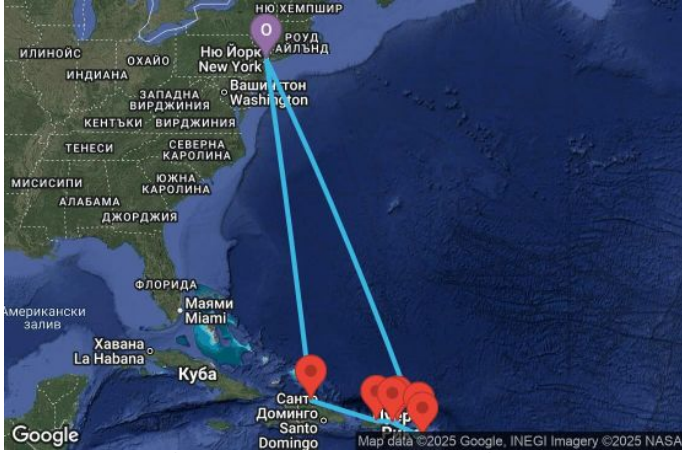 НЮ ХЕМПШИР
O
РОУД
АЙЛЪНД
Ню Йорк
New York
ИЛИНОЙС
ОХАЙО
ИНДИАНА
Вашингтон
Washington
ЗАПАДНА
ВИРДЖИНИЯ
КЕНТЪКИ
ВИРДЖИНИЯ
ТЕНЕСИ
СЕВЕРНА
КАРОЛИНА
МИСИСИПИ
ЮЖНА
КАРОЛИНА
АЛАБАМА
ДЖОРДЖИЯ
ФЛОРИДА
Маями
Miami
Американски
залив
Хавана
La Habana
Куба
Санто
Доминго
Santo
Domingo
Google
Map data ©2025 Google, INEGI Imagery ©2025 NASA